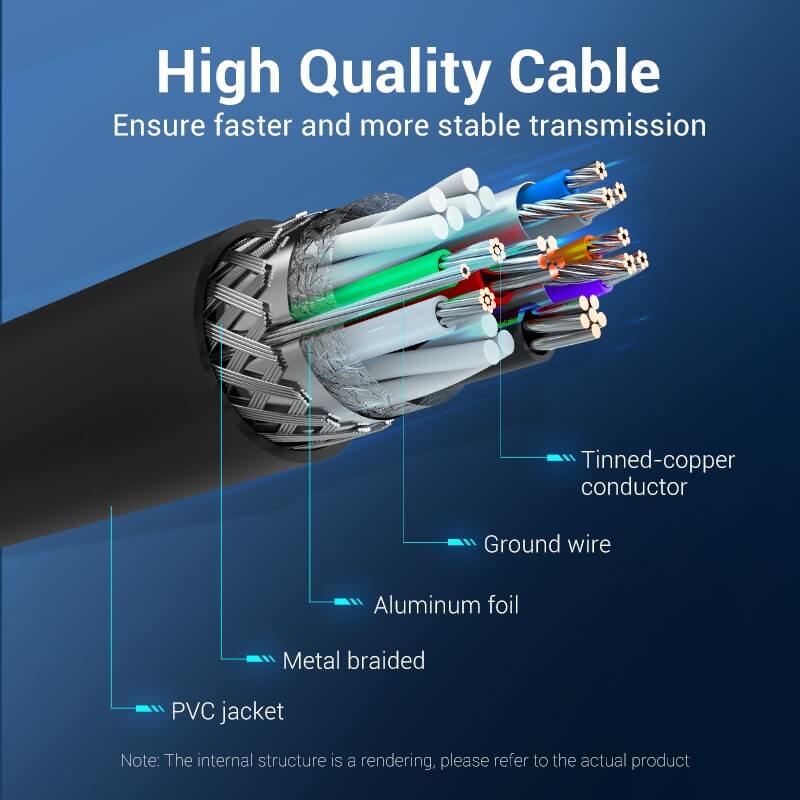 High Quality Cable
Ensure faster and more stable transmission
Tinned-copper
conductor
Ground wire
Aluminum foil
Metal braided
PVC jacket
Note: The internal structure is a rendering, please refer to the actual product